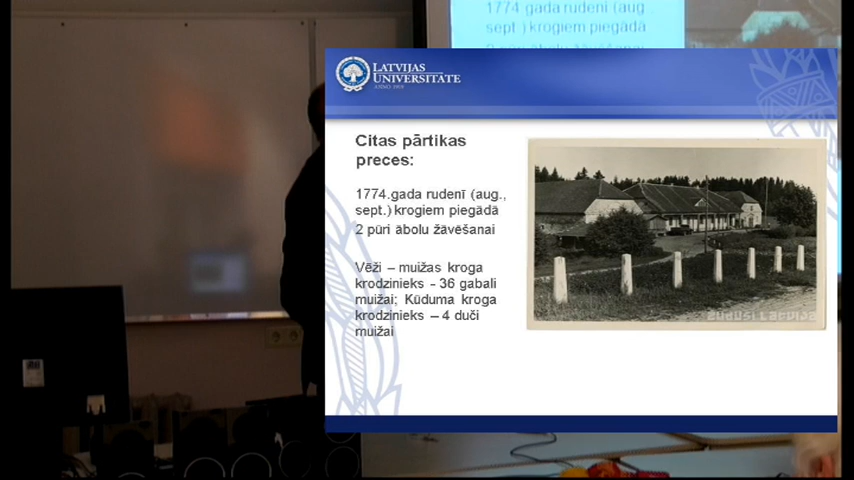 1774 gada rudenī (aug.,
sept.) krogiem piegādā
LATVIJAS
UNIVERSITĀTE
ANNO 1919
Citas pārtikas
preces:
1774.gada rudenī (aug.,
sept.) krogiem piegādā
2 pūri ābolu žāvēšanai
Vēži – muižas kroga
krodzinieks - 36 gabali
muižai; Kūduma kroga
krodzinieks – 4 duči
muižai
ZUDUSI LATVIJA